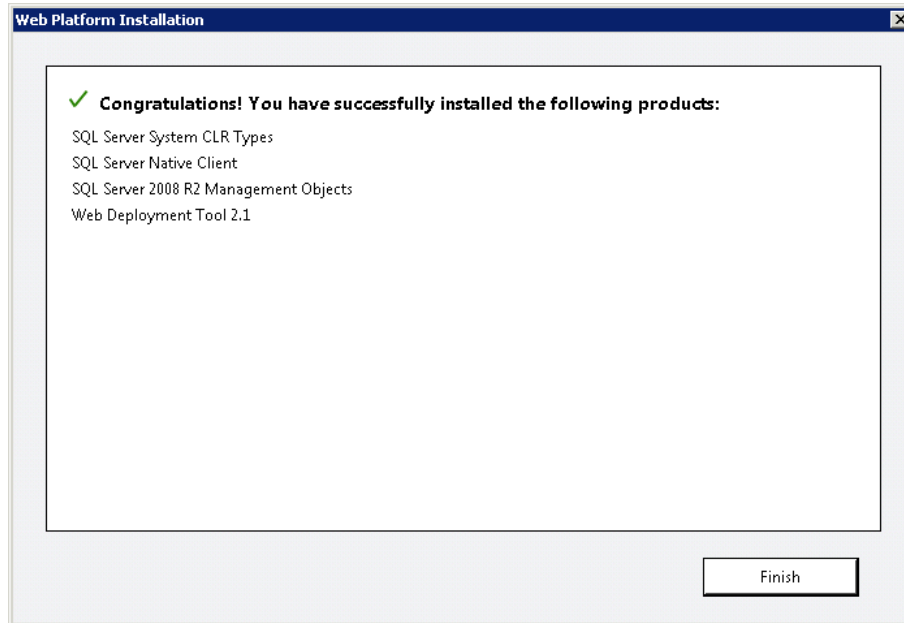 Web Platform Installation
Congratulations! You have successfully installed the following products:
SQL Server System CLR Types
SQL Server Native Client
SQL Server 2008 R2 Management Objects
Web Deployment Tool 2.1
Finish